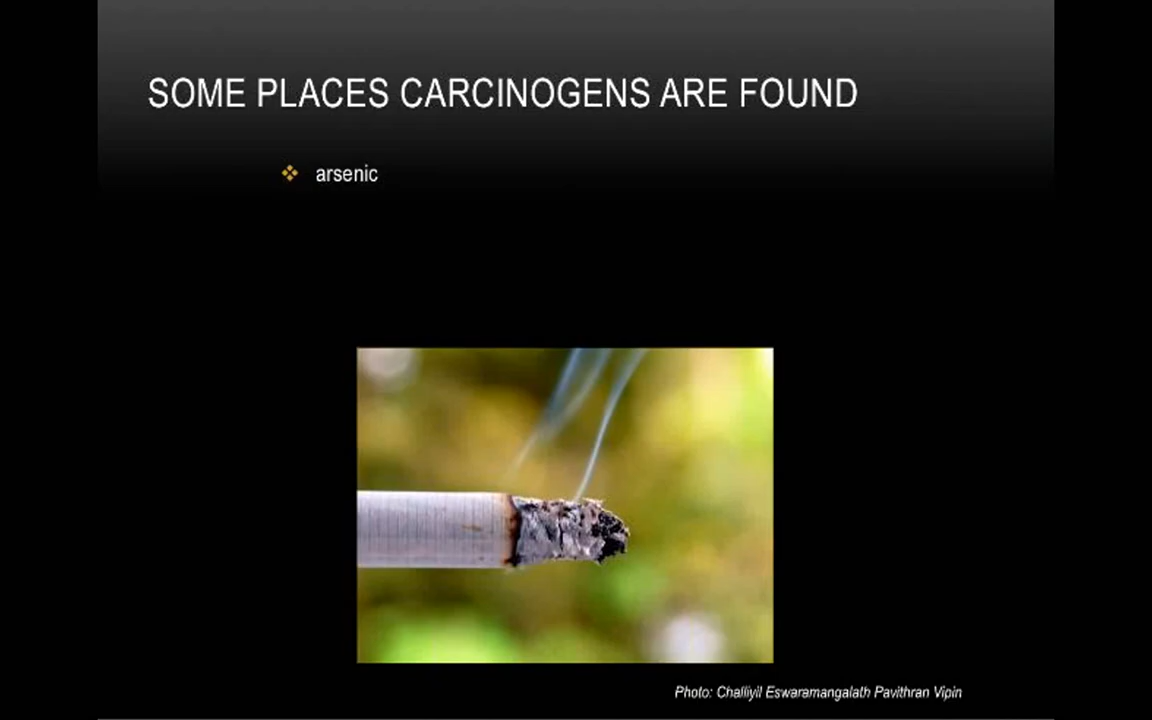 SOME PLACES CARCINOGENS ARE FOUND
arsenic
Photo: Challiyil Eswaramangalath Pavithran Vipin